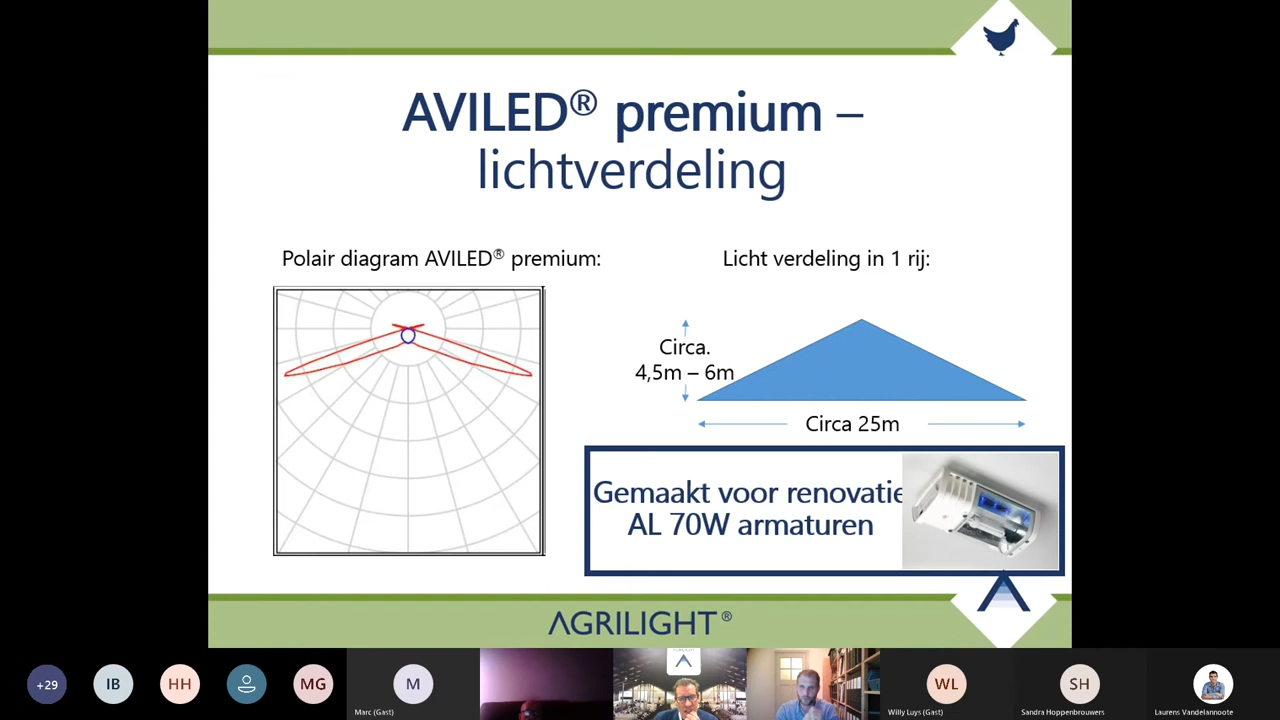 AVILED® premium –
lichtverdeling
Polair diagram AVILED® premium:
Licht verdeling in 1 rij:
Circa.
4,5m – 6m
Circa 25m
Gemaakt voor renovatie
AL 70W armaturen
AGRILIGHT®
+29
IB
HH
MG
M
Marc (Gast)
WL
Willy Luys (Gast)
SH
Sandra Hoppenbrouwers
Laurens Vandelannoote